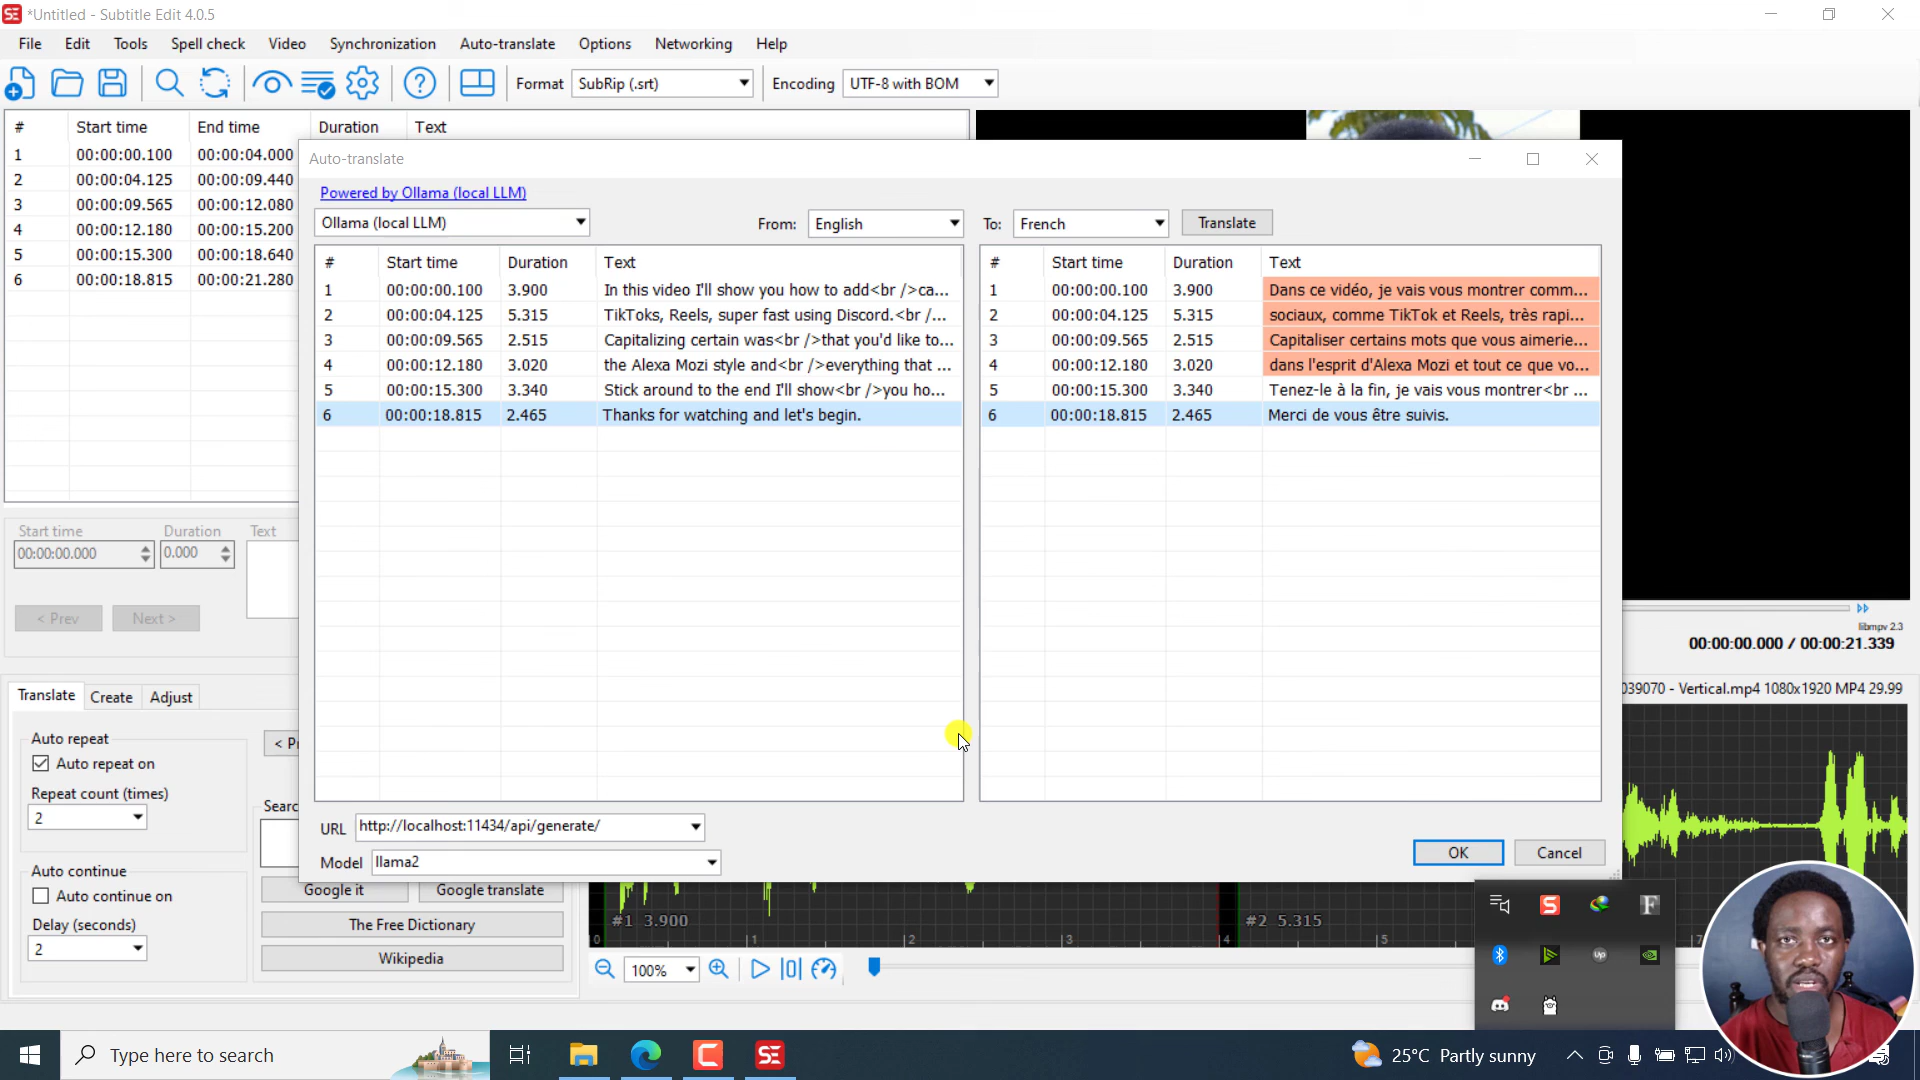 *Untitled - Subtitle Edit 4.0.5
File Edit Tools Spell check Video Synchronization Auto-translate Options Networking Help
Format SubRip (.srt) Encoding UTF-8 with BOM
# Start time End time Duration Text
1 00:00:00.100 00:00:04.000
2 00:00:04.125 00:00:09.440
3 00:00:09.565 00:00:12.080
4 00:00:12.180 00:00:15.200
5 00:00:15.300 00:00:18.640
6 00:00:18.815 00:00:21.280
Auto-translate
Powered by Ollama (local LLM)
Ollama (local LLM) From: English To: French Translate
# Start time Duration Text
1 00:00:00.100 3.900 In this video I'll show you how to add<br />ca...
2 00:00:04.125 5.315 TikToks, Reels, super fast using Discord.<br /...
3 00:00:09.565 2.515 Capitalizing certain was<br />that you'd like to...
4 00:00:12.180 3.020 the Alexa Mozi style and<br />everything that ...
5 00:00:15.300 3.340 Stick around to the end I'll show<br />you ho...
6 00:00:18.815 2.465 Thanks for watching and let's begin.
# Start time Duration Text
1 00:00:00.100 3.900 Dans ce vidéo, je vais vous montrer comm...
2 00:00:04.125 5.315 sociaux, comme TikTok et Reels, très rapi...
3 00:00:09.565 2.515 Capitaliser certains mots que vous aimerie...
4 00:00:12.180 3.020 dans l'esprit d'Alexa Mozi et tout ce que vo...
5 00:00:15.300 3.340 Tenez-le à la fin, je vais vous montrer<br ...
6 00:00:18.815 2.465 Merci de vous être suivis.
URL http://localhost:11434/api/generate/
Model llama2
OK Cancel
Start time Duration Text
00:00:00.000 0.000
< Prev Next >
libmpv 2.3
00:00:00.000 / 00:00:21.339
039070 - Vertical.mp4 1080x1920 MP4 29.99
Translate Create Adjust
Auto repeat
Auto repeat on
Repeat count (times)
2
Auto continue
Auto continue on
Delay (seconds)
2
< Pr
Searc
Google it Google translate
The Free Dictionary
Wikipedia
#1 3.900 #2 5.315
0 1 2 3 4 5 7
100%
Type here to search
25°C Partly sunny